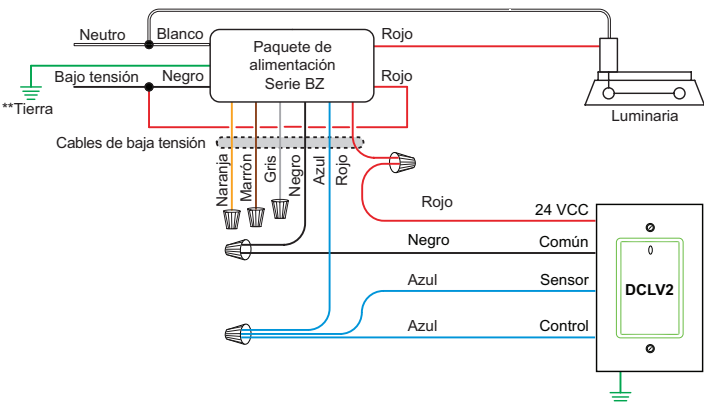 Neutro
Blanco
Rojo
Paquete de
alimentación
Serie BZ
Bajo tensión
Negro
Rojo
**Tierra
Luminaria
Cables de baja tensión
Naranja
Marrón
Gris
Negro
Azul
Rojo
Rojo
24 VCC
Negro
Común
Azul
Sensor
DCLV2
Azul
Control